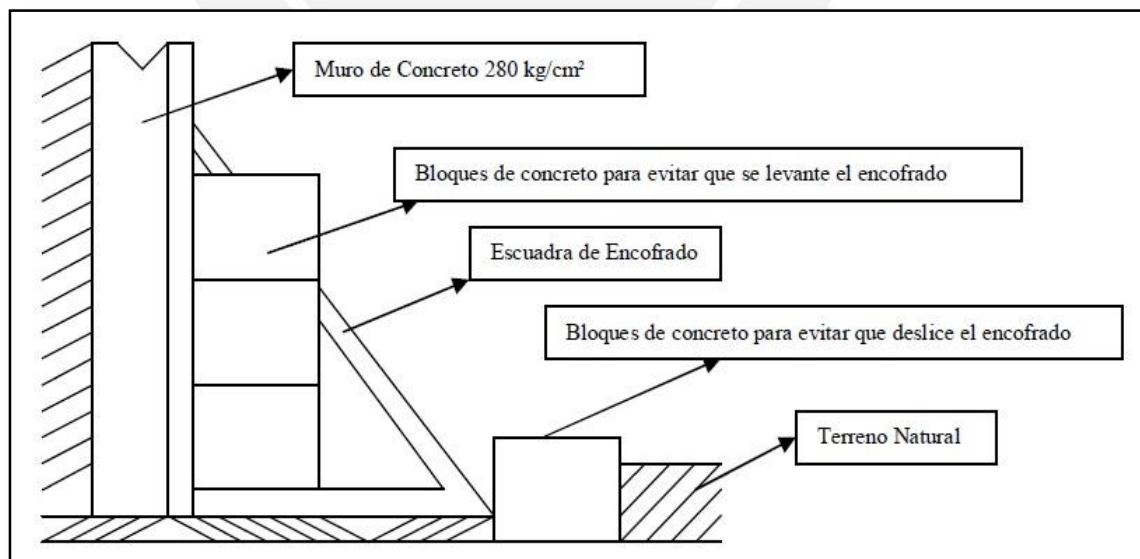 Muro de Concreto 280 kg/cm²
Bloques de concreto para evitar que se levante el encofrado
Escuadra de Encofrado
Bloques de concreto para evitar que deslice el encofrado
Terreno Natural